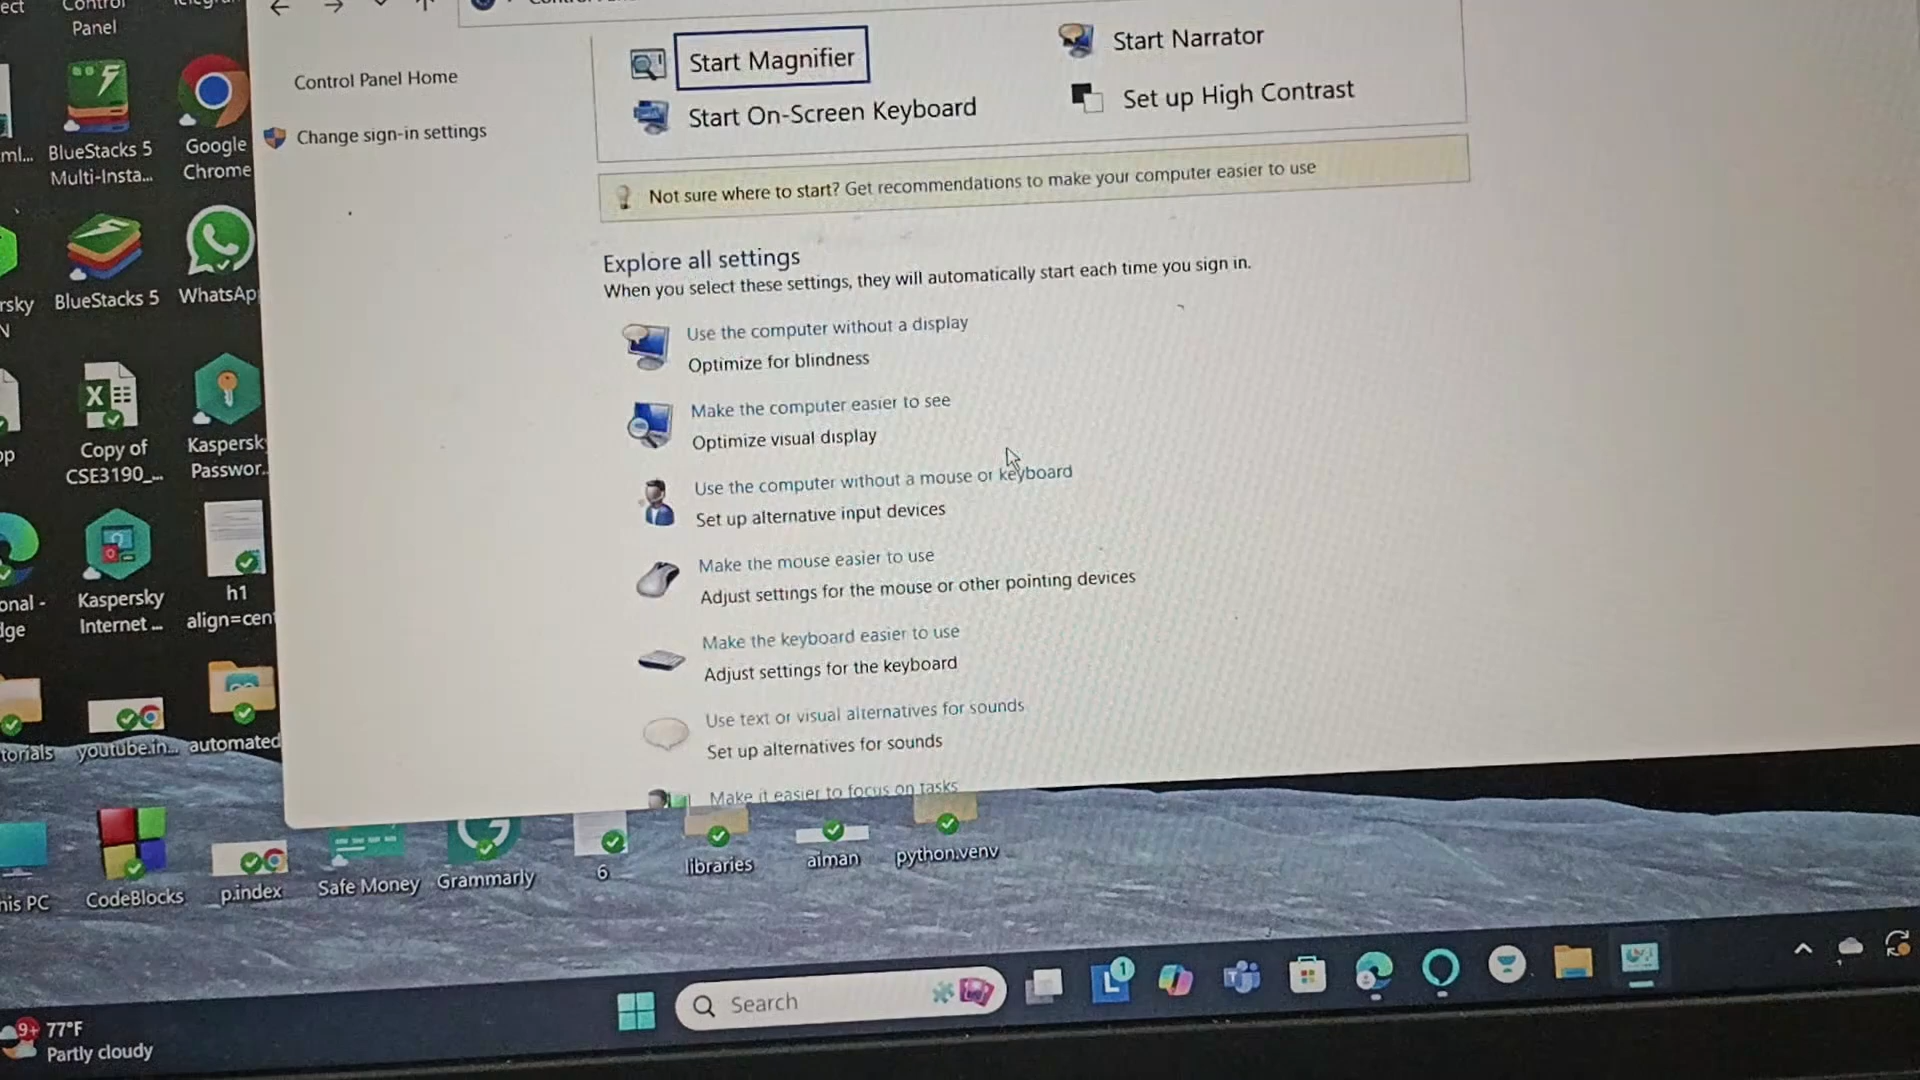 Control
Panel
Control Panel Home
Change sign-in settings
Start Magnifier
Start Narrator
Start On-Screen Keyboard
Set up High Contrast
Not sure where to start? Get recommendations to make your computer easier to use
Explore all settings
When you select these settings, they will automatically start each time you sign in.
Use the computer without a display
Optimize for blindness
Make the computer easier to see
Optimize visual display
Use the computer without a mouse or keyboard
Set up alternative input devices
Make the mouse easier to use
Adjust settings for the mouse or other pointing devices
Make the keyboard easier to use
Adjust settings for the keyboard
Use text or visual alternatives for sounds
Set up alternatives for sounds
Make it easier to focus on tasks
BlueStacks 5
Multi-Insta...
Google
Chrome
BlueStacks 5
WhatsAp
Copy of
CSE3190_...
Kaspersk
Passwor...
Kaspersky
Internet ...
h1
align=cen
onal -
dge
torials
youtube.in...
automated
his PC
CodeBlocks
p.index
Safe Money
Grammarly
6
libraries
aiman
python.venv
Search
1
9+
77°F
Partly cloudy